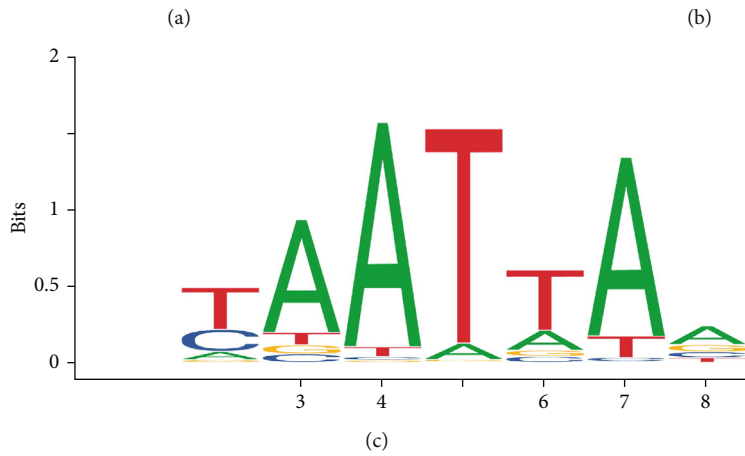 (a) (b)
2
1
0.5
0
Bits
T A A T T A A
C T T A A T G
A G C G G C C
C C T
3 4 6 7 8
(c)